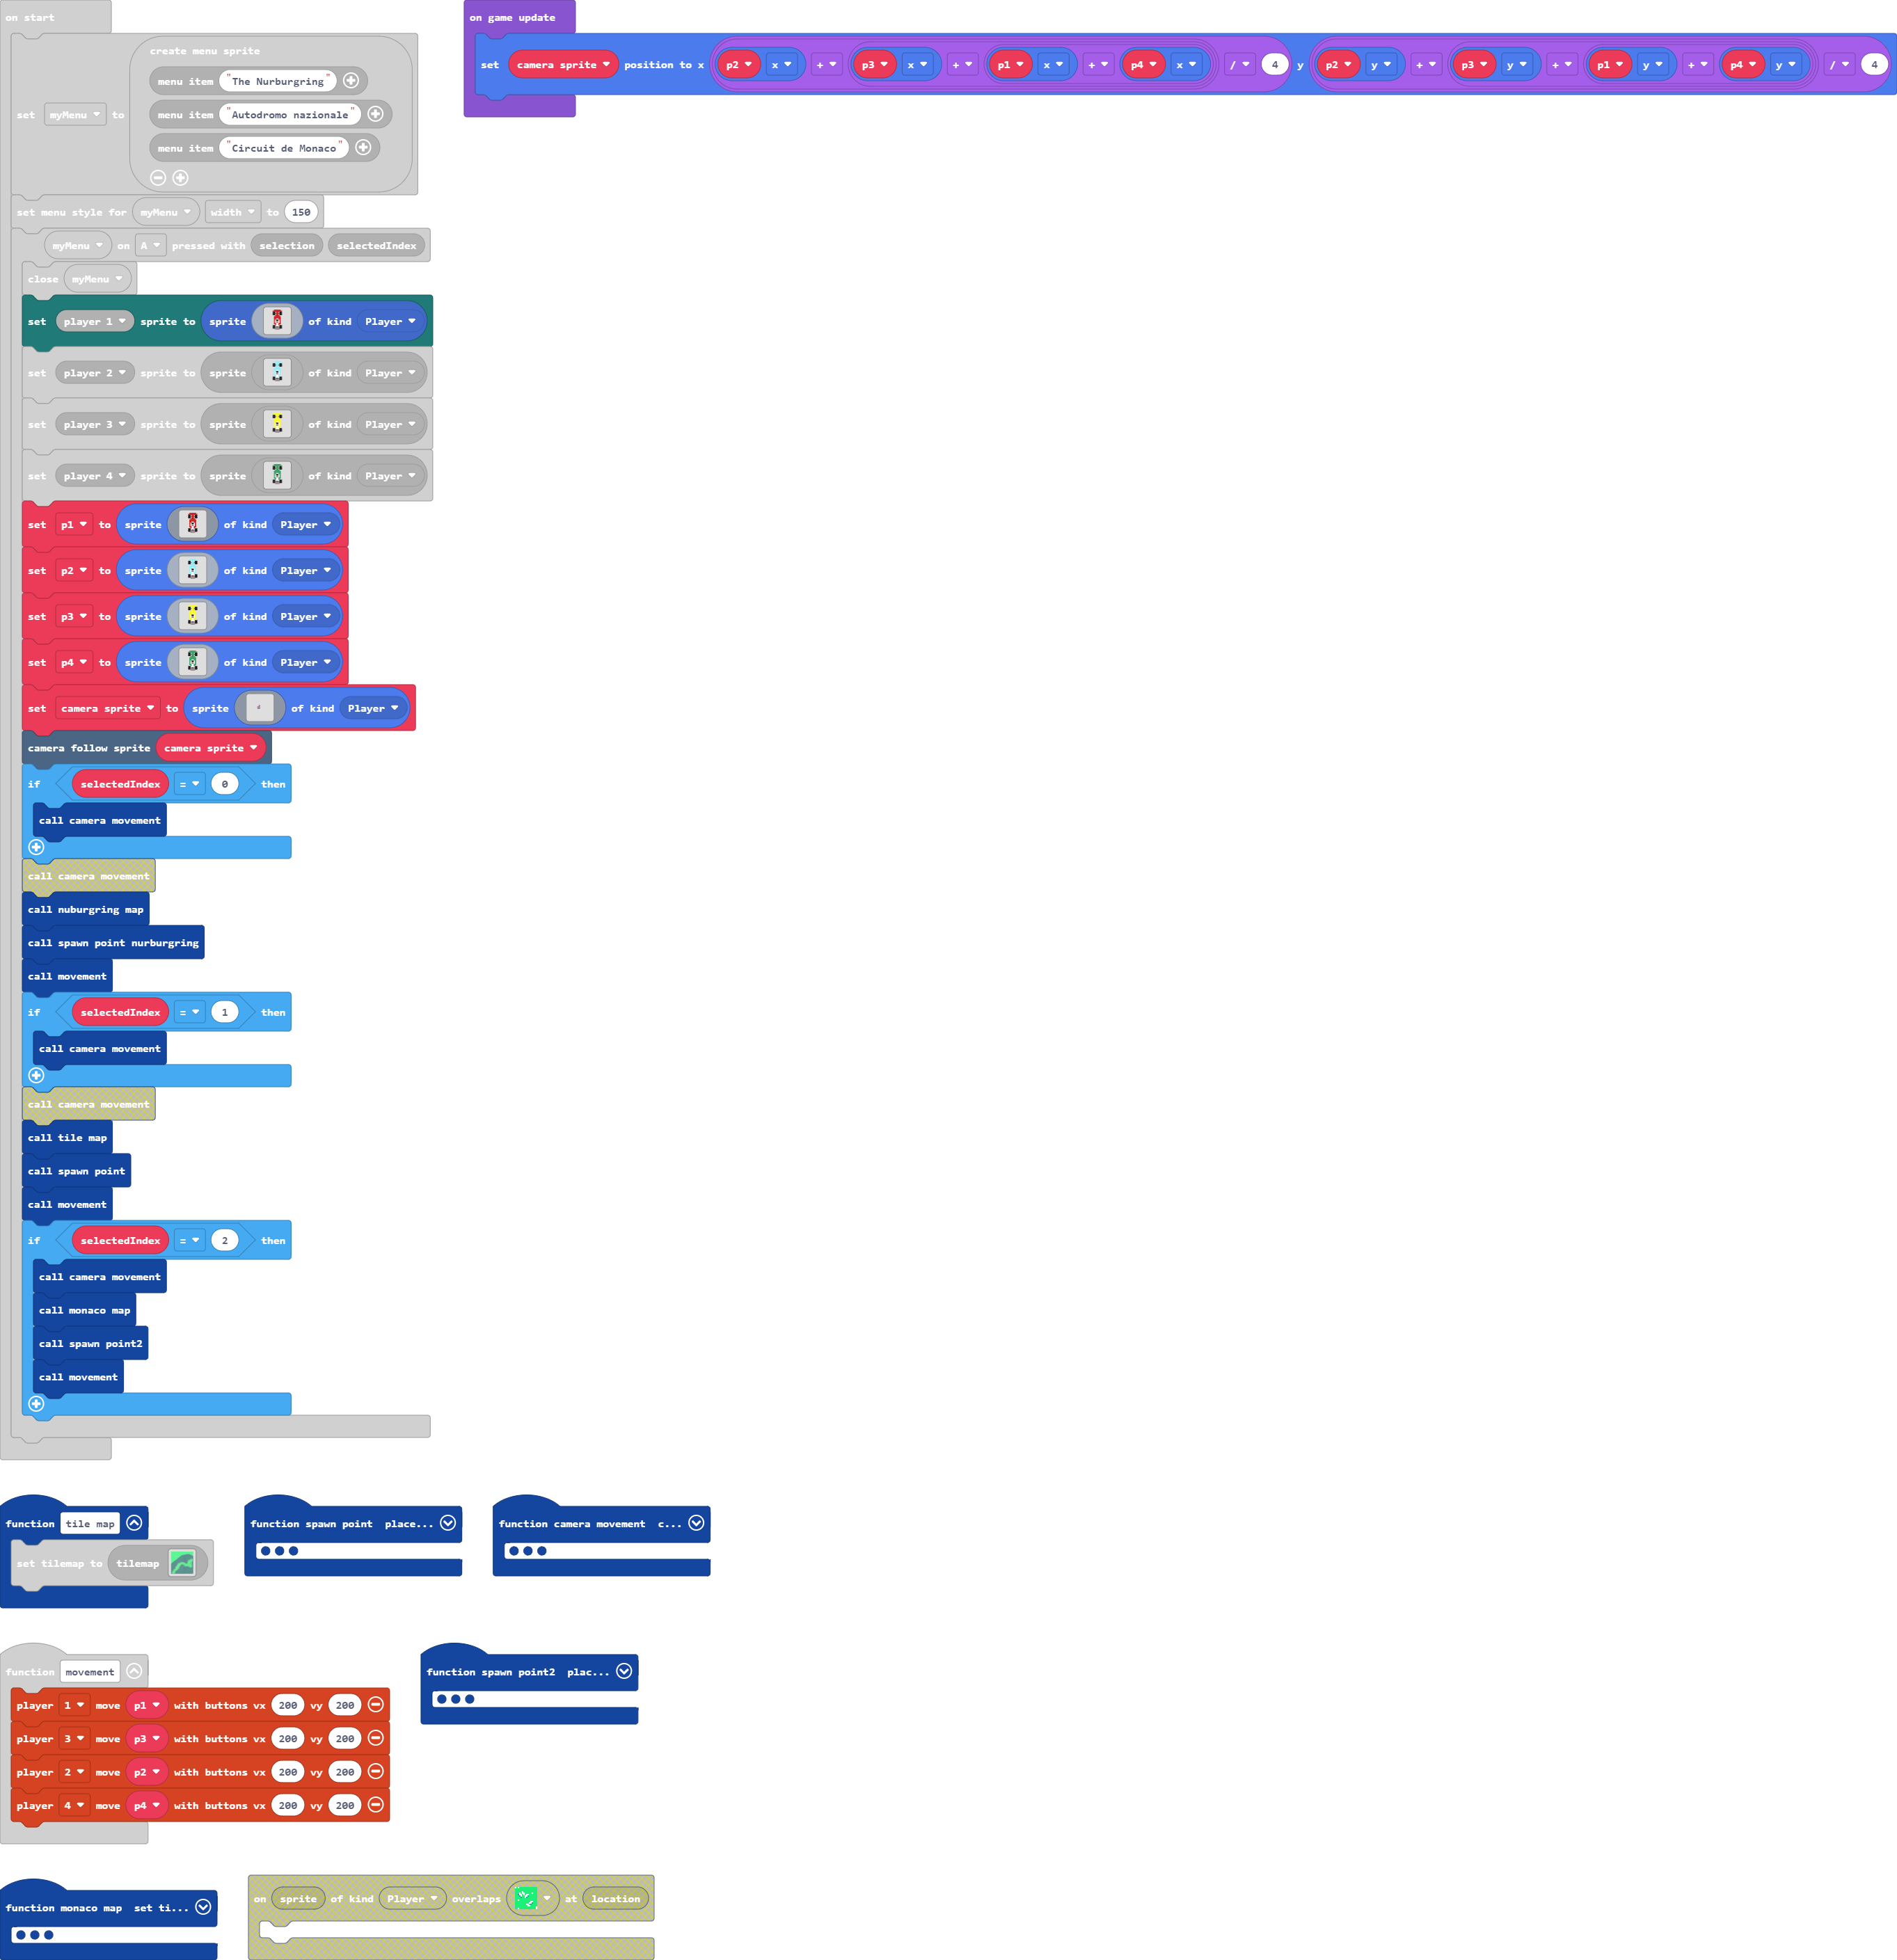 on start
create menu sprite
menu item "The Nurburgring"
set myMenu to
menu item "Autodromo nazionale"
menu item "Circuit de Monaco"
set menu style for myMenu width to 150
myMenu on A pressed with selection selectedIndex
close myMenu
set player 1 sprite to sprite of kind Player
set player 2 sprite to sprite of kind Player
set player 3 sprite to sprite of kind Player
set player 4 sprite to sprite of kind Player
set p1 to sprite of kind Player
set p2 to sprite of kind Player
set p3 to sprite of kind Player
set p4 to sprite of kind Player
set camera sprite to sprite of kind Player
camera follow sprite camera sprite
if selectedIndex = 0 then
call camera movement
call camera movement
call nuburgring map
call spawn point nurburgring
call movement
if selectedIndex = 1 then
call camera movement
call camera movement
call tile map
call spawn point
call movement
if selectedIndex = 2 then
call camera movement
call monaco map
call spawn point2
call movement
on game update
set camera sprite position to x p2 x + p3 x + p1 x + p4 x / 4 y p2 y + p3 y + p1 y + p4 y / 4
function tile map
set tilemap to tilemap
function spawn point place...
function camera movement c...
function movement
player 1 move p1 with buttons vx 200 vy 200
player 3 move p3 with buttons vx 200 vy 200
player 2 move p2 with buttons vx 200 vy 200
player 4 move p4 with buttons vx 200 vy 200
function spawn point2 plac...
function monaco map set ti...
on sprite of kind Player overlaps at location